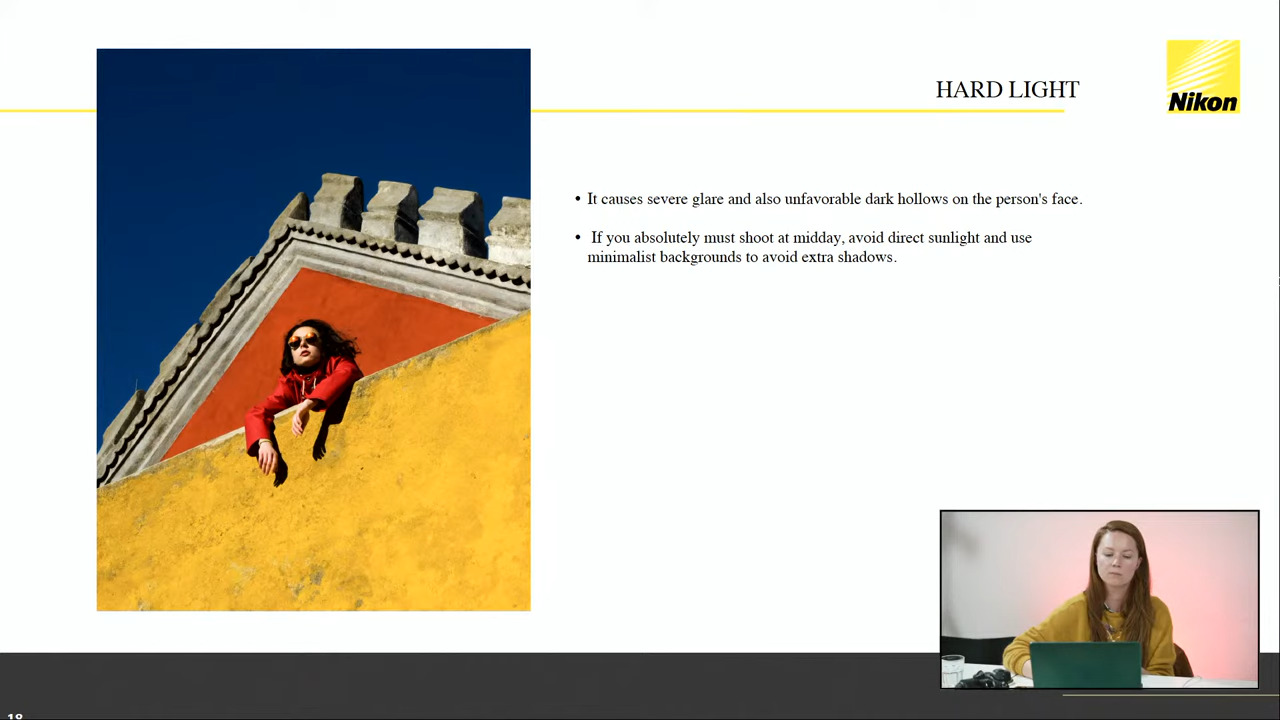 HARD LIGHT
Nikon
• It causes severe glare and also unfavorable dark hollows on the person's face.
• If you absolutely must shoot at midday, avoid direct sunlight and use
minimalist backgrounds to avoid extra shadows.
18